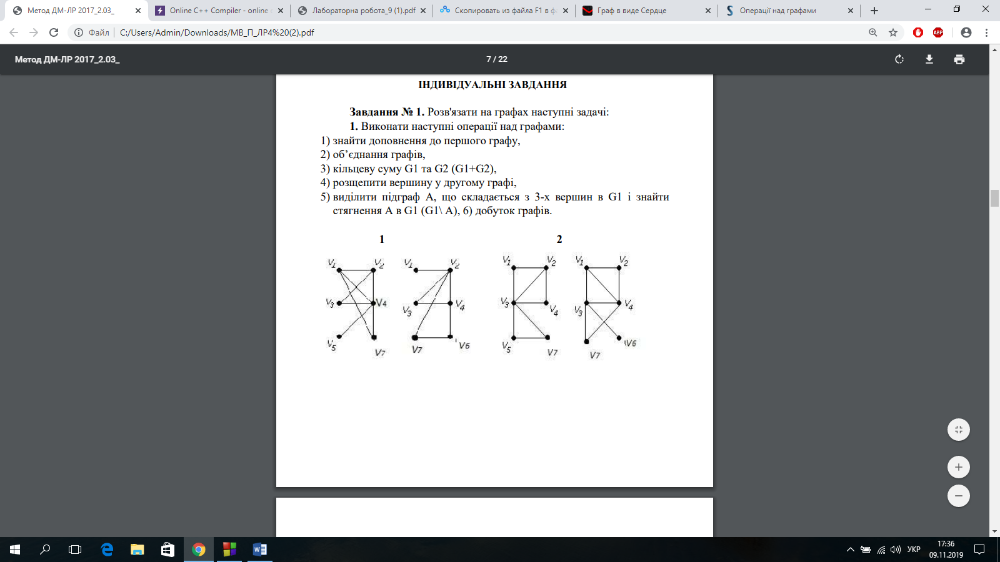 Метод ДМ-ЛР 2017_2.03_
Online C++ Compiler - online e
Лабораторна робота_9 (1).pdf
Скопировать из файла F1 в ф
Граф в виде Сердце
Операції над графами
Файл
C:/Users/Admin/Downloads/МВ_П_ЛР4%20(2).pdf
ABP
Метод ДМ-ЛР 2017_2.03_
7 / 22
ІНДИВІДУАЛЬНІ ЗАВДАННЯ
Завдання № 1. Розв'язати на графах наступні задачі:
1. Виконати наступні операції над графами:
1) знайти доповнення до першого графу,
2) об’єднання графів,
3) кільцеву суму G1 та G2 (G1+G2),
4) розщепити вершину у другому графі,
5) виділити підграф А, що складається з 3-х вершин в G1 і знайти
стягнення А в G1 (G1\ A), 6) добуток графів.
1 2
V1 V2 V1 V2 V1 V2 V1 V2
V3 V4 V3 V4 V3 V4 V3 V4
V5 V7 V7 V6 V5 V7 V7 V6
УКР
17:36
09.11.2019